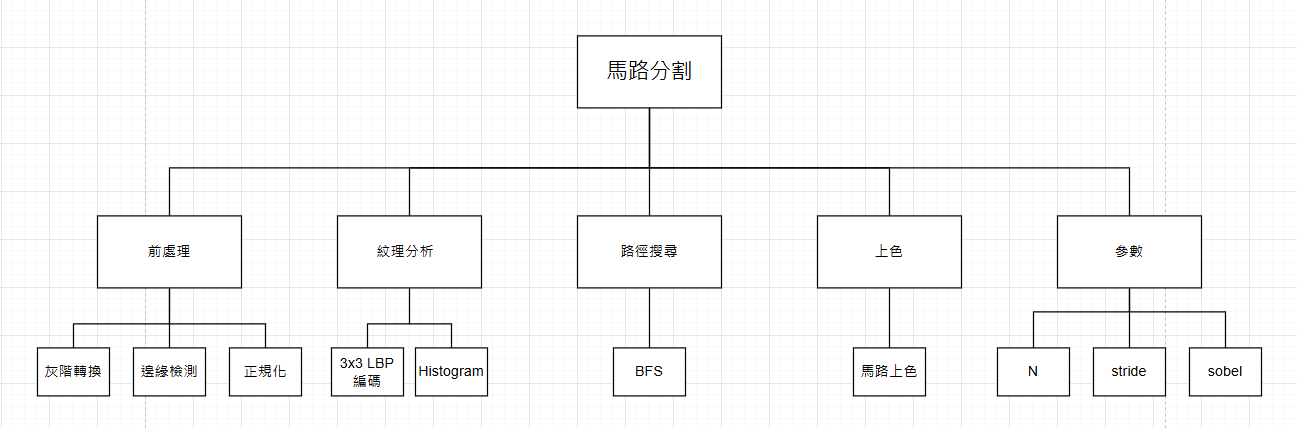 馬路分割
前處理
紋理分析
路徑搜尋
上色
參數
灰階轉換
邊緣檢測
正規化
3x3 LBP
編碼
Histogram
BFS
馬路上色
N
stride
sobel